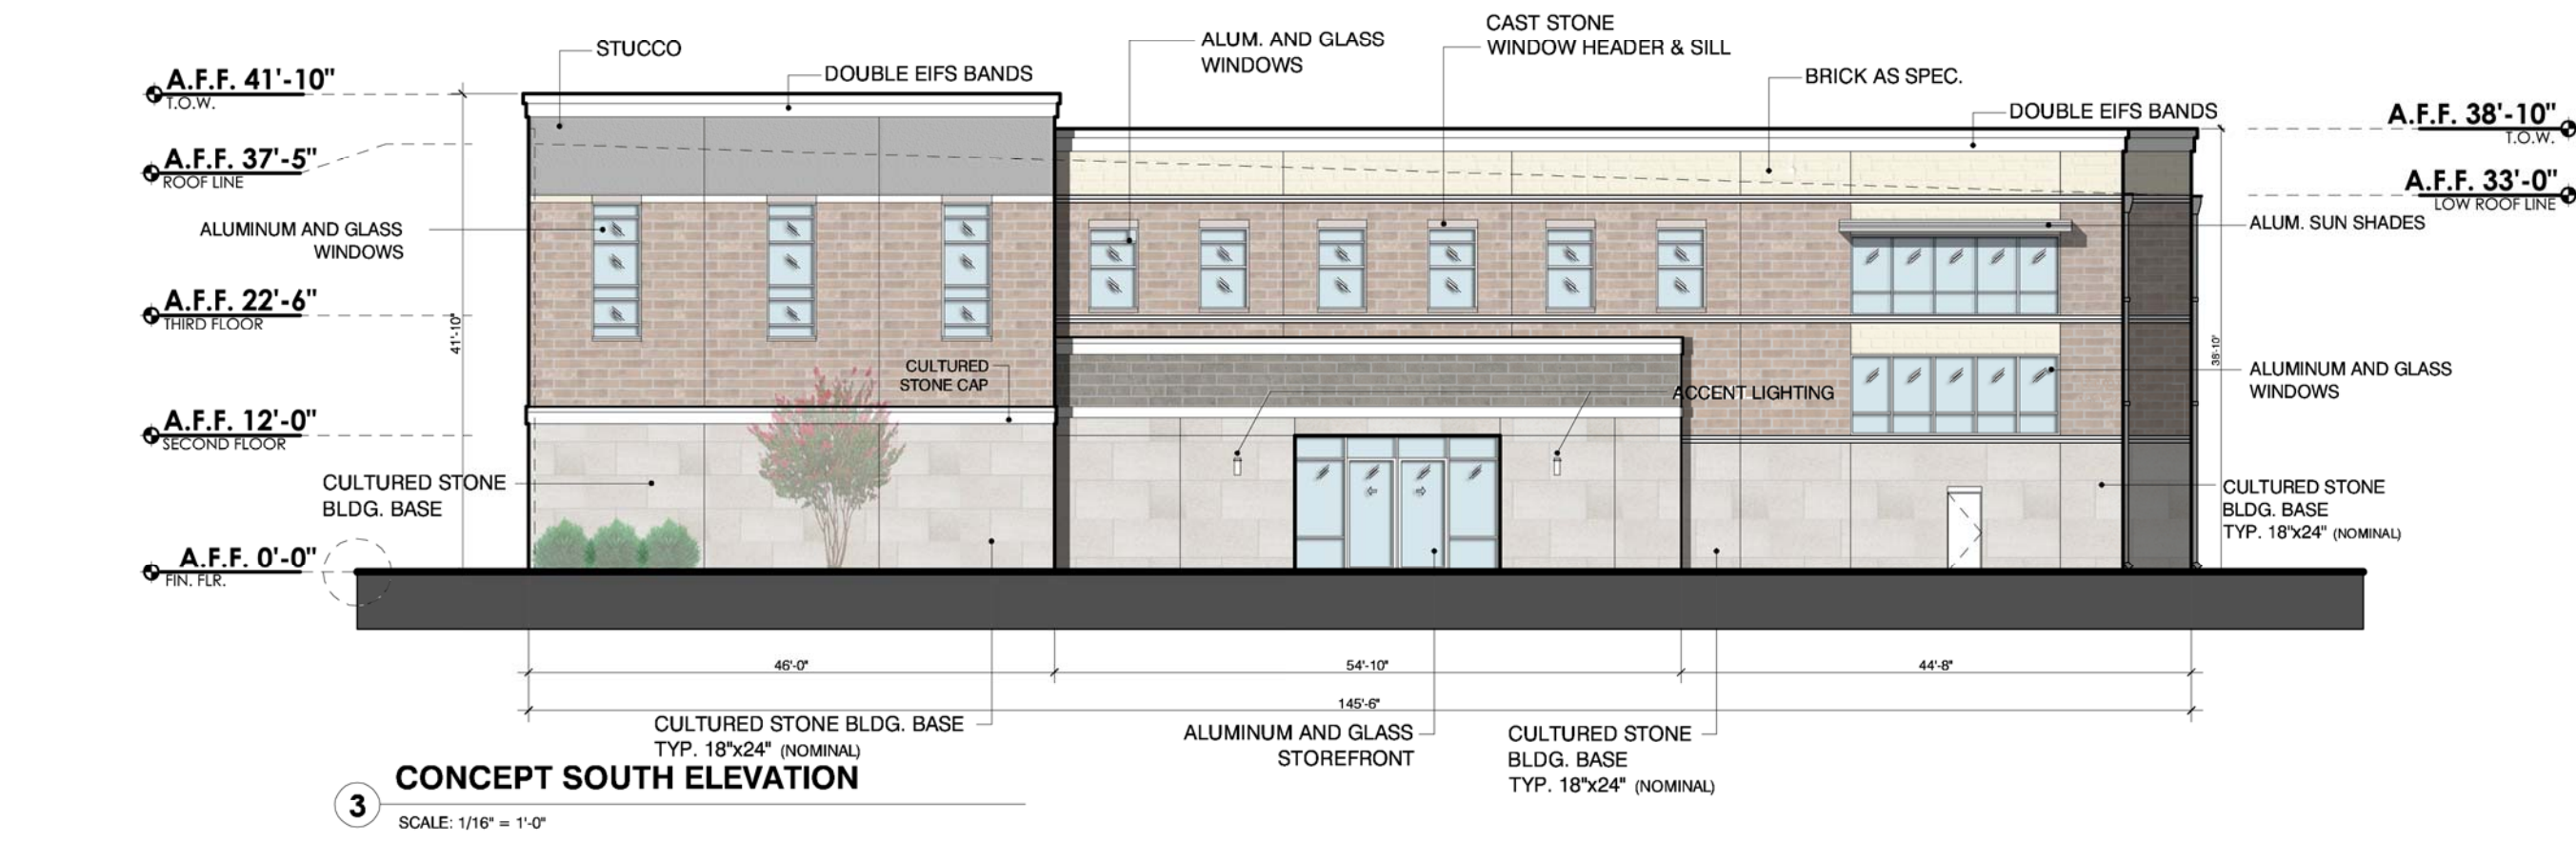 STUCCO
DOUBLE EIFS BANDS
ALUM. AND GLASS
WINDOWS
CAST STONE
WINDOW HEADER & SILL
BRICK AS SPEC.
DOUBLE EIFS BANDS
A.F.F. 41'-10"
T.O.W.
A.F.F. 37'-5"
ROOF LINE
ALUMINUM AND GLASS
WINDOWS
A.F.F. 22'-6"
THIRD FLOOR
41'-10"
A.F.F. 12'-0"
SECOND FLOOR
CULTURED STONE
BLDG. BASE
A.F.F. 0'-0"
FIN. FLR.
CULTURED
STONE CAP
ACCENT LIGHTING
A.F.F. 38'-10"
T.O.W.
A.F.F. 33'-0"
LOW ROOF LINE
ALUM. SUN SHADES
38'-10"
ALUMINUM AND GLASS
WINDOWS
CULTURED STONE
BLDG. BASE
TYP. 18"x24" (NOMINAL)
46'-0"
54'-10"
44'-8"
145'-6"
CULTURED STONE BLDG. BASE
TYP. 18"x24" (NOMINAL)
ALUMINUM AND GLASS
STOREFRONT
CULTURED STONE
BLDG. BASE
TYP. 18"x24" (NOMINAL)
3
CONCEPT SOUTH ELEVATION
SCALE: 1/16" = 1'-0"